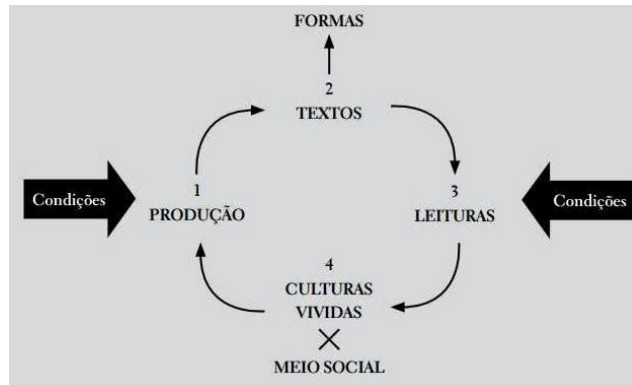 FORMAS
2
TEXTOS
Condições
1
PRODUÇÃO
3
LEITURAS
Condições
4
CULTURAS
VIVIDAS
MEIO SOCIAL